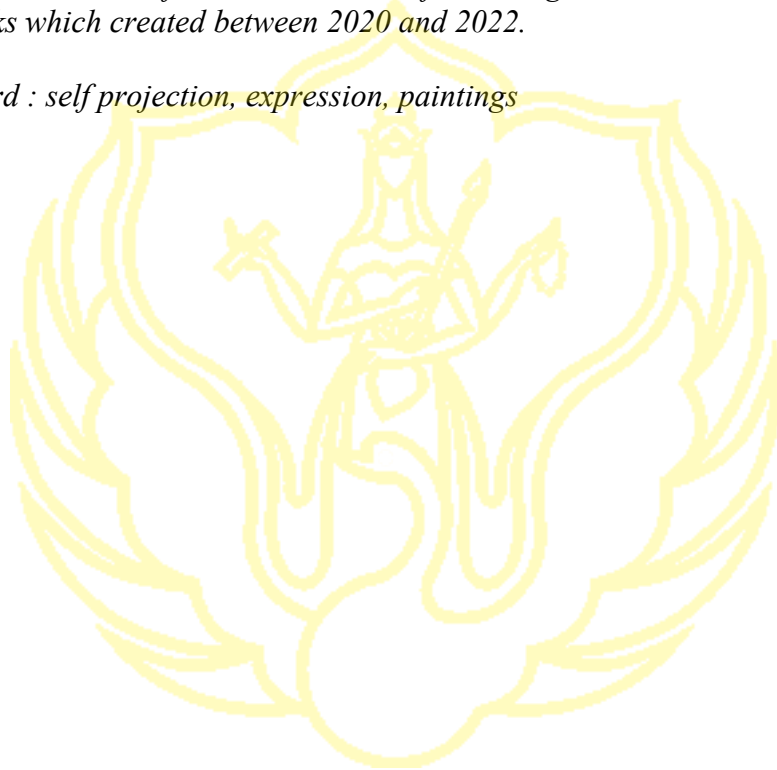 ks which created between 2020 and 2022.
rd : self projection, expression, paintings